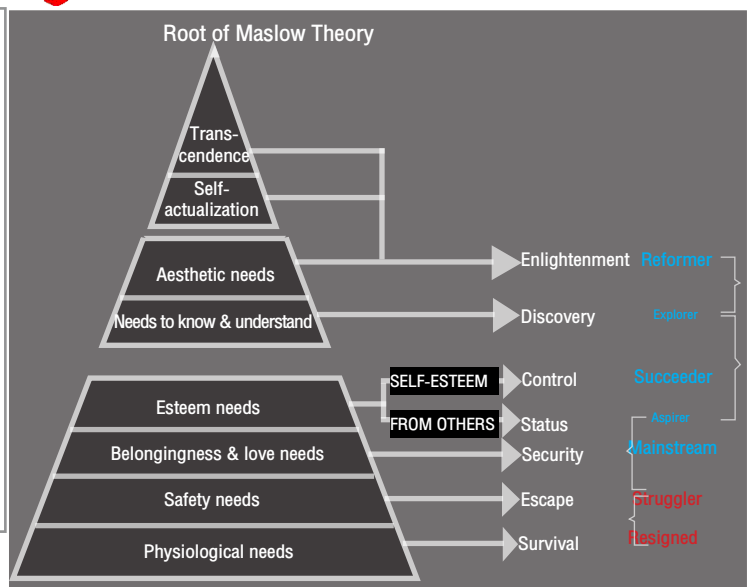 Root of Maslow Theory
Trans-
cendence
Self-
actualization
Aesthetic needs
Enlightenment Reformer
Needs to know & understand
Discovery Explorer
SELF-ESTEEM Control Succeeder
Esteem needs
FROM OTHERS Status Aspirer
Belongingness & love needs
Security Mainstream
Safety needs
Escape Struggler
Physiological needs
Survival Resigned